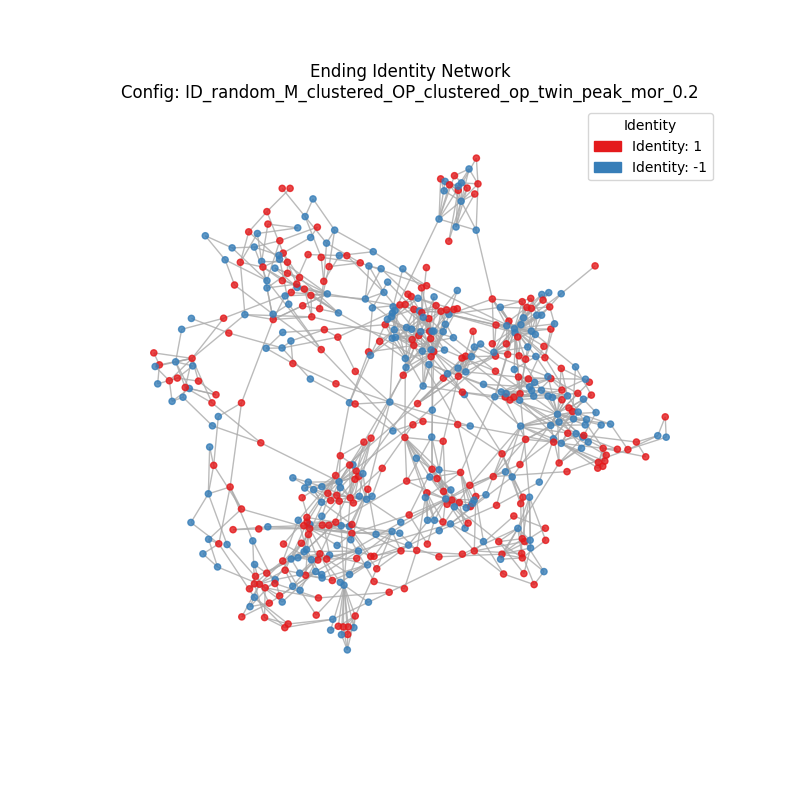 Ending Identity Network
Config: ID_random_M_clustered_OP_clustered_op_twin_peak_mor_0.2
Identity
Identity: 1
Identity: -1